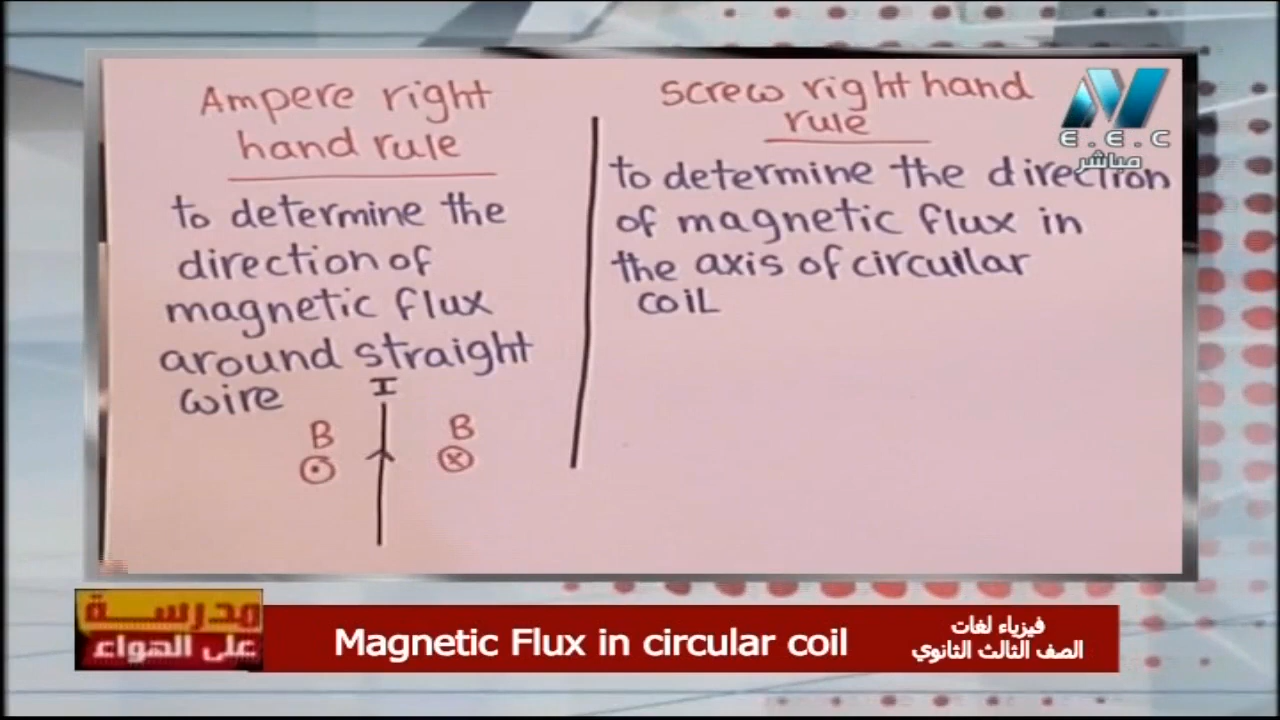 Ampere right
hand rule
to determine the
direction of
magnetic flux
around straight
wire
I
B
B
screw right hand
rule
to determine the direction
of magnetic flux in
the axis of circular
coil
E.E.C
مباشر
مدرسة
على الهواء
Magnetic Flux in circular coil
فيزياء لغات
الصف الثالث الثانوي